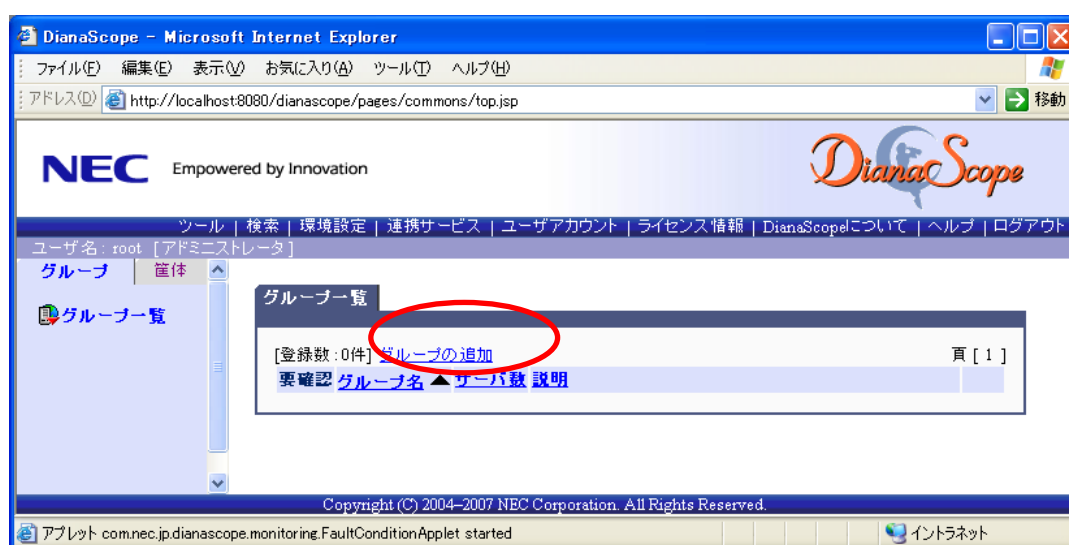 DianaScope - Microsoft Internet Explorer
ファイル(F) 編集(E) 表示(V) お気に入り(A) ツール(T) ヘルプ(H)
アドレス(D) http://localhost:8080/dianascope/pages/commons/top.jsp 移動
NEC Empowered by Innovation DianaScope
ツール | 検索 | 環境設定 | 連携サービス | ユーザアカウント | ライセンス情報 | DianaScopeについて | ヘルプ | ログアウト
ユーザ名 : root [アドミニストレータ]
グループ 筐体
グループ一覧
グループ一覧
[登録数 : 0件] グループの追加 頁 [ 1 ]
要確認 グループ名 ▲ サーバ数 説明
Copyright (C) 2004-2007 NEC Corporation. All Rights Reserved.
アプレット com.nec.jp.dianascope.monitoring.FaultConditionApplet started イントラネット